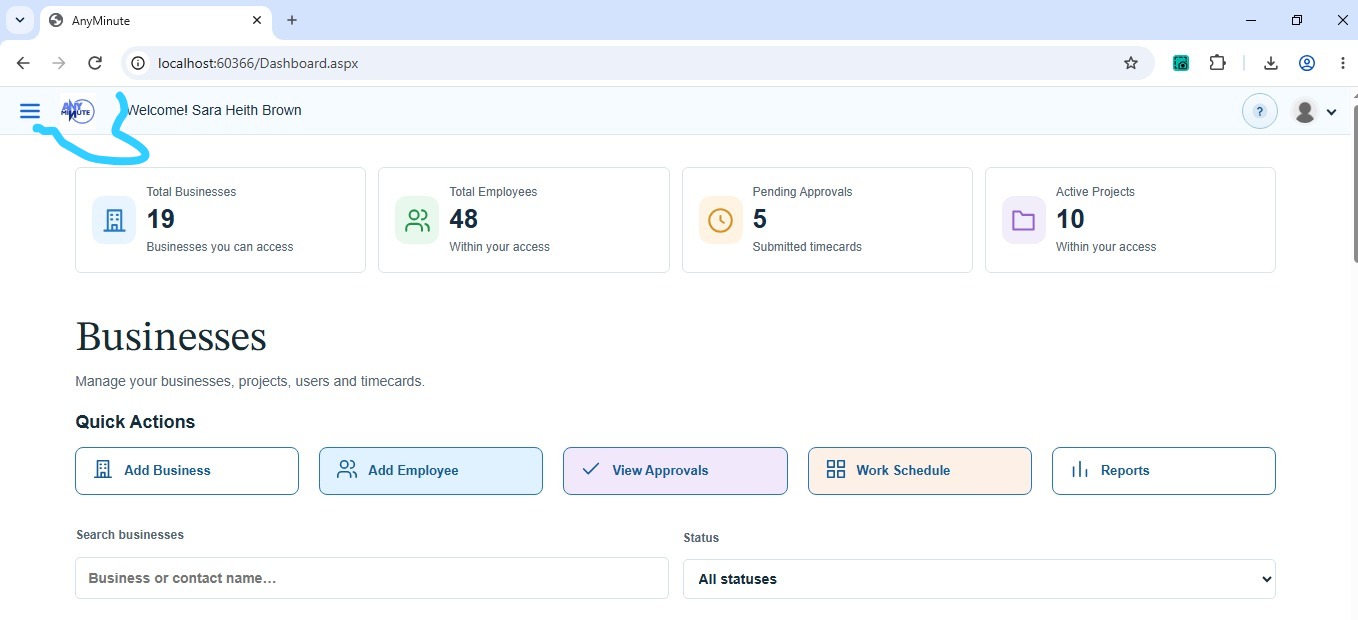 AnyMinute
localhost:60366/Dashboard.aspx
ANY MINUTE Welcome! Sara Heith Brown ?
Total Businesses
19
Businesses you can access
Total Employees
48
Within your access
Pending Approvals
5
Submitted timecards
Active Projects
10
Within your access
Businesses
Manage your businesses, projects, users and timecards.
Quick Actions
Add Business Add Employee View Approvals Work Schedule Reports
Search businesses
Business or contact name...
Status
All statuses